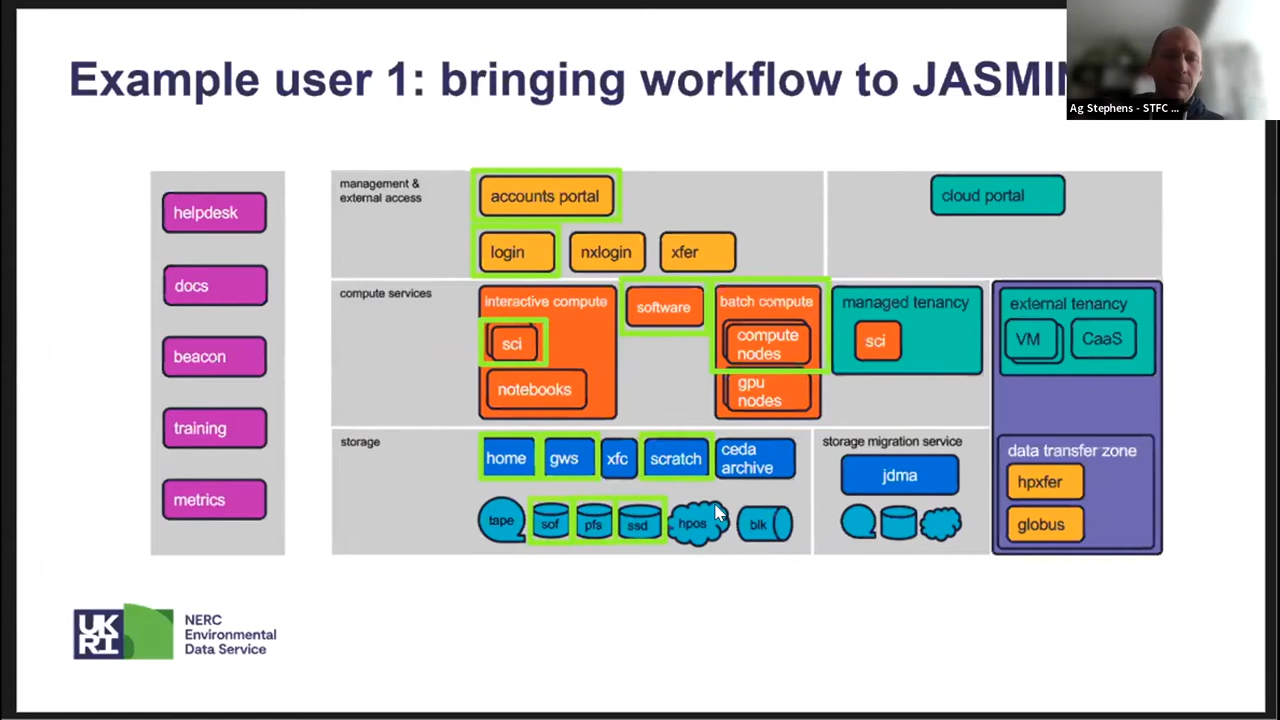 Example user 1: bringing workflow to JASMIN
Ag Stephens - STFC ...
helpdesk
docs
beacon
training
metrics
management &
external access
accounts portal
login
nxlogin
xfer
cloud portal
compute services
interactive compute
sci
notebooks
software
batch compute
compute
nodes
gpu
nodes
managed tenancy
sci
external tenancy
VM
CaaS
storage
home
gws
xfc
scratch
ceda
archive
tape
sof
pfs
ssd
hpos
blk
storage migration service
jdma
data transfer zone
hpxfer
globus
UK
RI
NERC
Environmental
Data Service